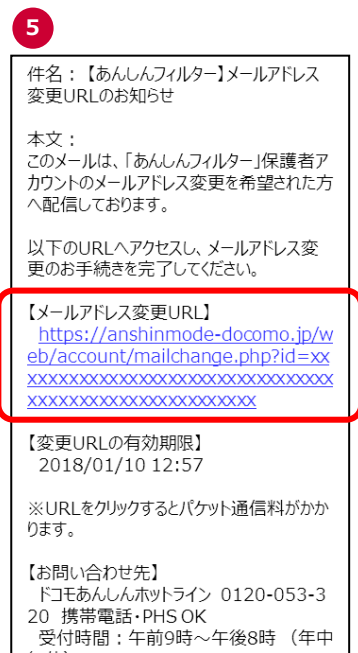 5
件名：【あんしんフィルター】メールアドレス
変更URLのお知らせ
本文：
このメールは、「あんしんフィルター」保護者ア
カウントのメールアドレス変更を希望された方
へ配信しております。
以下のURLへアクセスし、メールアドレス変
更のお手続きを完了してください。
【メールアドレス変更URL】
https://anshinmode-docomo.jp/w
eb/account/mailchange.php?id=xx
xxxxxxxxxxxxxxxxxxxxxxxxxxxxxx
xxxxxxxxxxxxxxxxxxxxxx
【変更URLの有効期限】
2018/01/10 12:57
※URLをクリックするとパケット通信料がかか
ります。
【お問い合わせ先】
ドコモあんしんホットライン 0120-053-3
20 携帯電話・PHS OK
受付時間：午前9時～午後8時 （年中